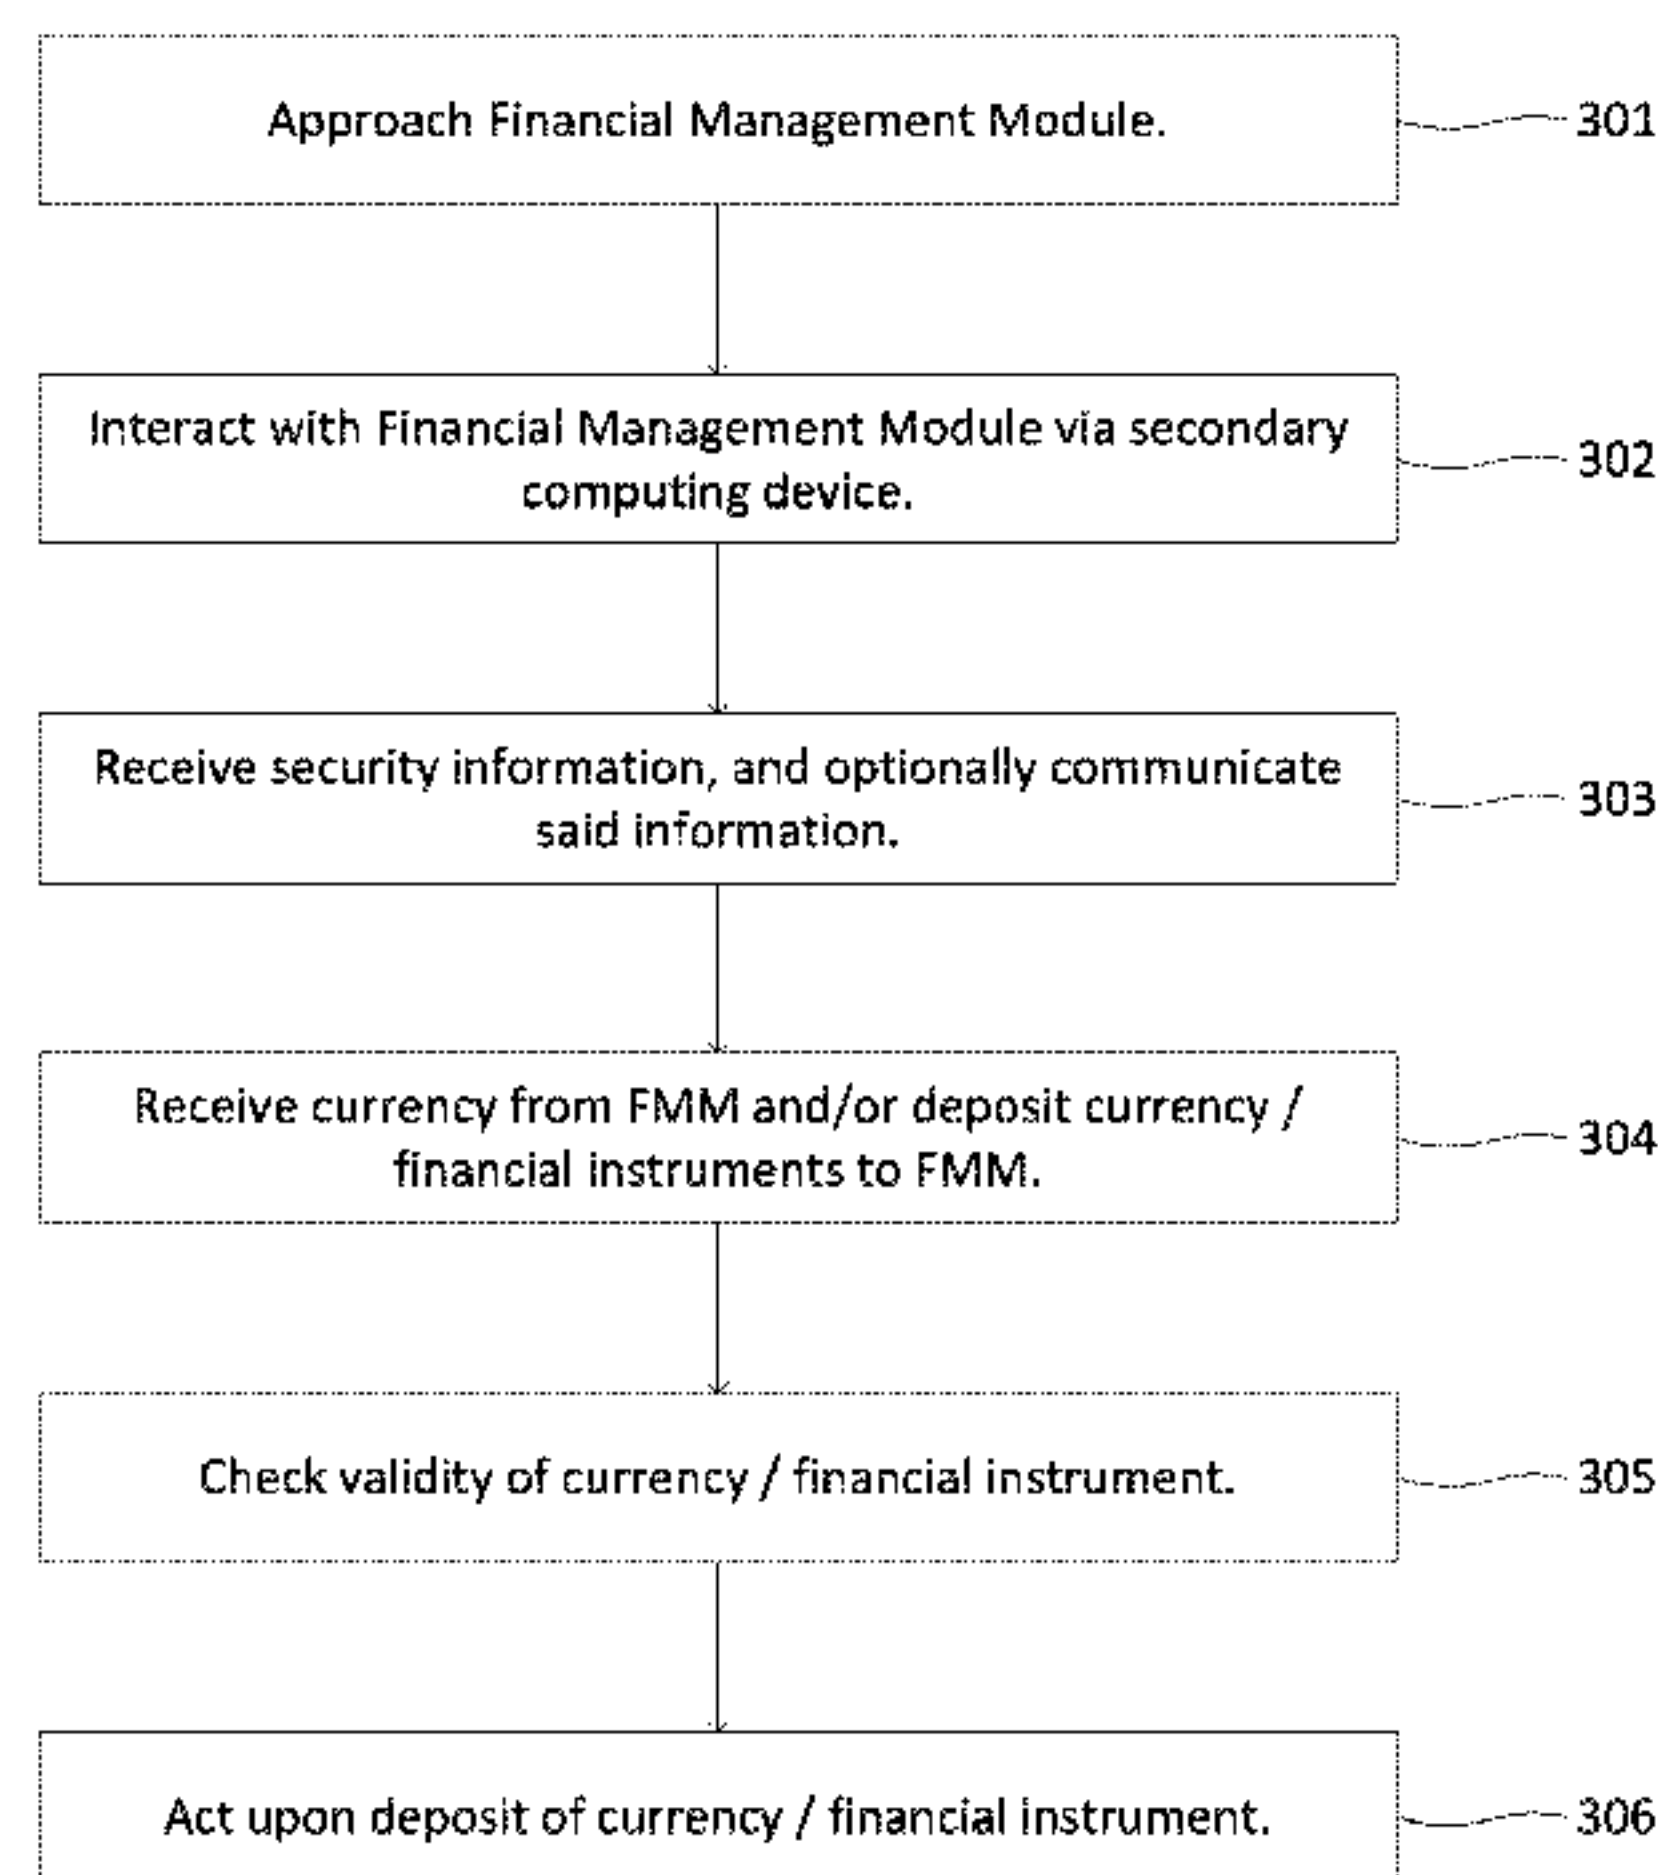 Approach Financial Management Module.
301
Interact with Financial Management Module via secondary
computing device.
302
Receive security information, and optionally communicate
said information.
303
Receive currency from FMM and/or deposit currency /
financial instruments to FMM.
304
Check validity of currency / financial instrument.
305
Act upon deposit of currency / financial instrument.
306